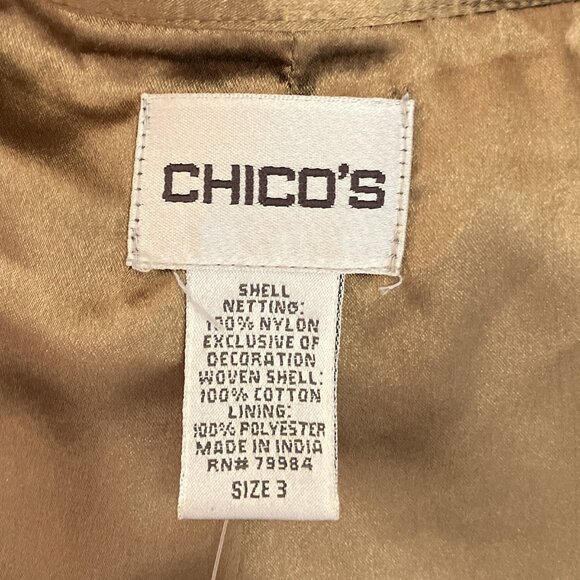 CHICO'S
SHELL
NETTING:
100% NYLON
EXCLUSIVE OF
DECORATION
WOVEN SHELL:
100% COTTON
LINING:
100% POLYESTER
MADE IN INDIA
RN# 79984
SIZE 3